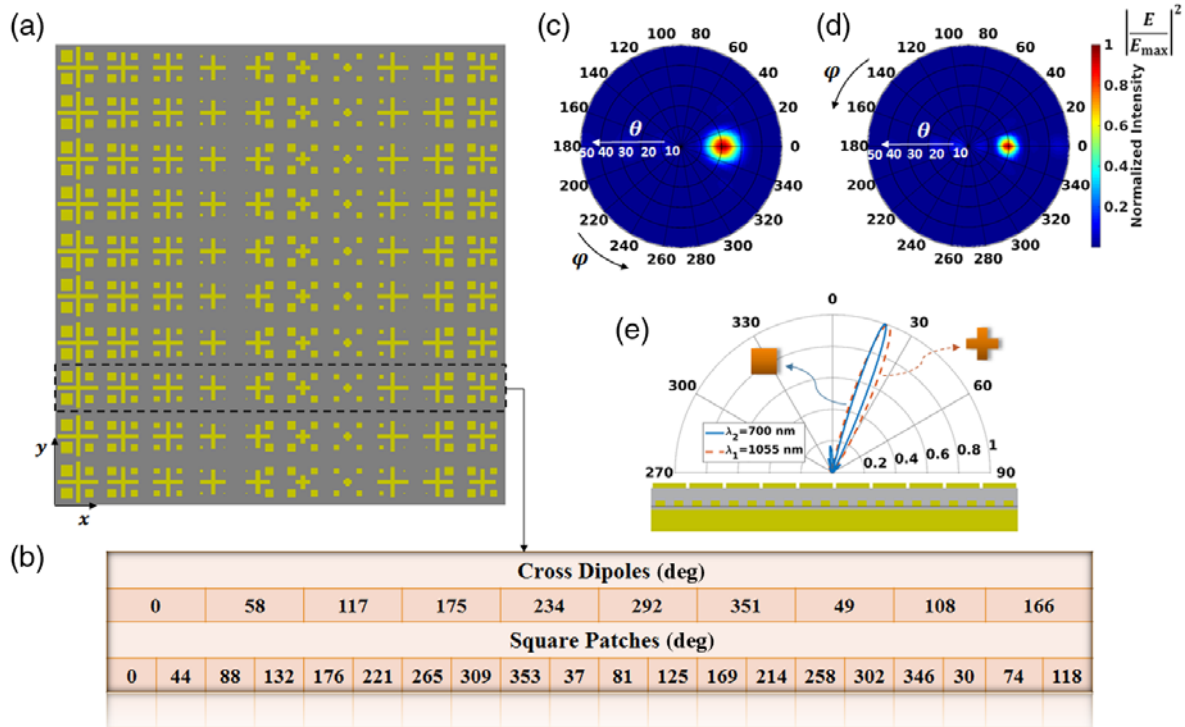 (a)
y
x
(c)
100 80
120 60
140 40
160 20
180 0
200 340
220 320
240 300
260 280
θ
50 40 30 20 10
φ
(d)
100 80
120 60
140 40
160 20
180 0
200 340
220 320
240 300
260 280
θ
50 40 30 20 10
φ
|E/Emax|²
Normalized Intensity
1
0.8
0.6
0.4
0.2
(e)
0
330 30
300 60
270 90
0.2 0.4 0.6 0.8 1
λ2=700 nm
λ1=1055 nm
(b)
Cross Dipoles (deg)
0 58 117 175 234 292 351 49 108 166
Square Patches (deg)
0 44 88 132 176 221 265 309 353 37 81 125 169 214 258 302 346 30 74 118